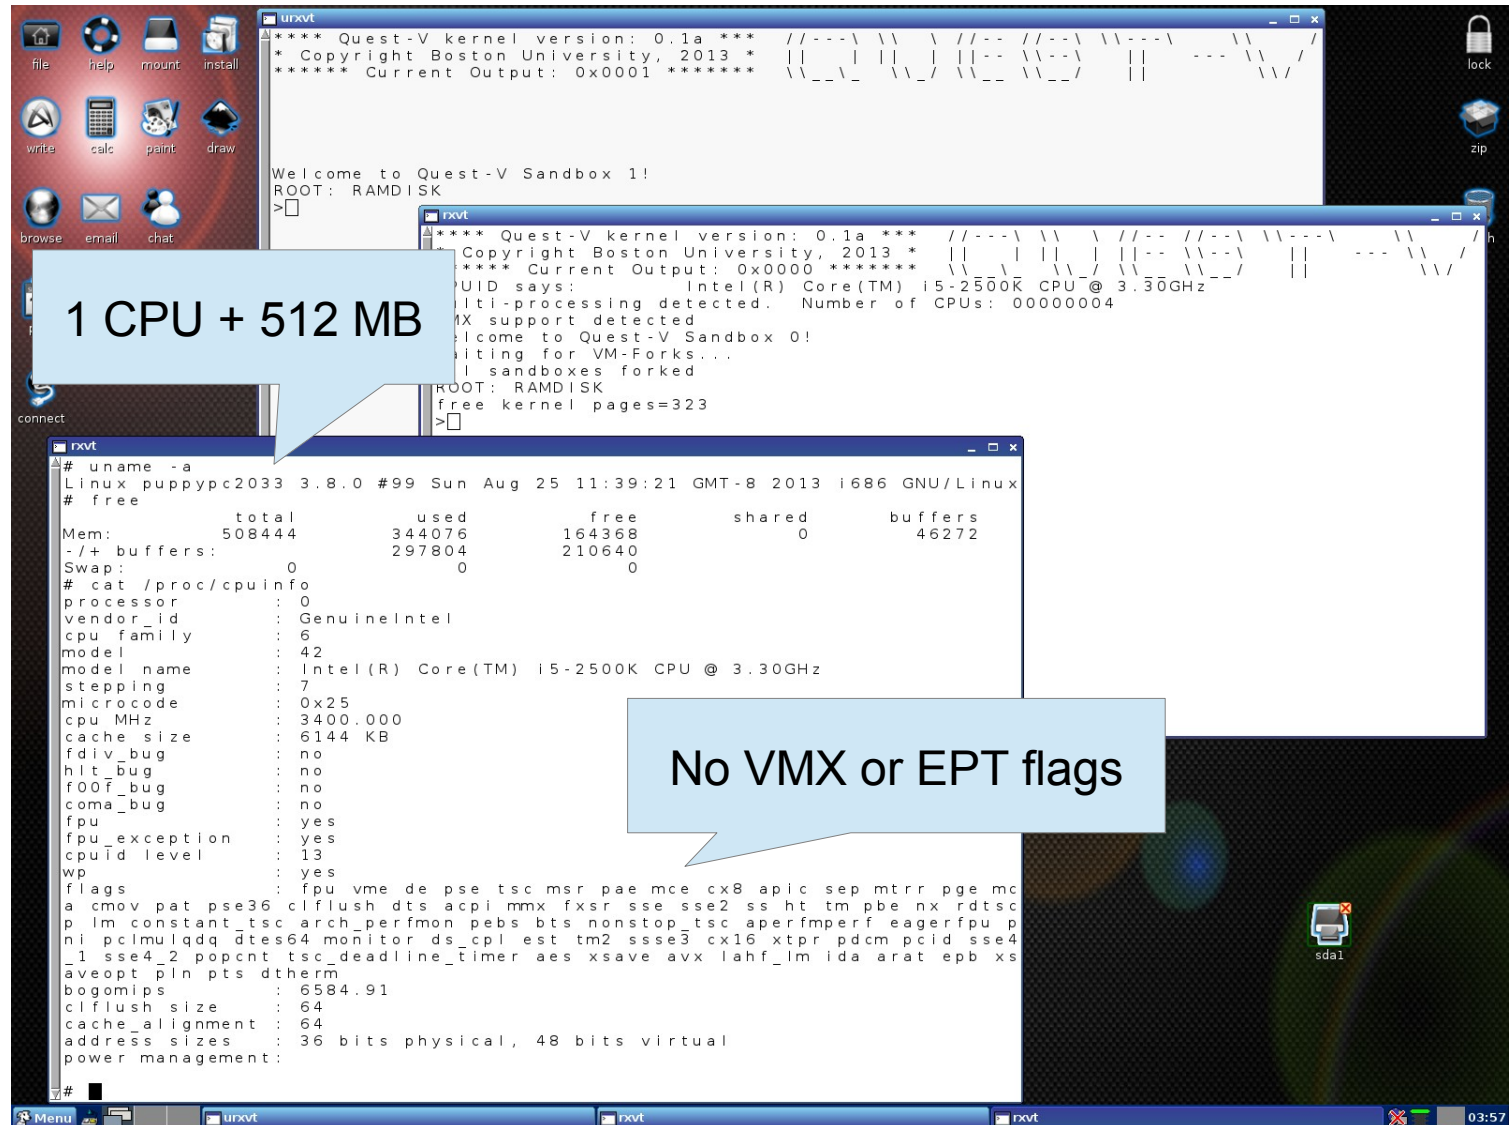 file help mount install
write calc paint draw
browse email chat
connect
lock
zip
urxvt
**** Quest-V kernel version: 0.1a ***
* Copyright Boston University, 2013 *
****** Current Output: 0x0001 *******
Welcome to Quest-V Sandbox 1!
ROOT: RAMDISK
>
rxvt
**** Quest-V kernel version: 0.1a ***
Copyright Boston University, 2013 *
**** Current Output: 0x0000 *******
PUID says: Intel(R) Core(TM) i5-2500K CPU @ 3.30GHz
ulti-processing detected. Number of CPUs: 00000004
MX support detected
elcome to Quest-V Sandbox 0!
aiting for VM-Forks...
l sandboxes forked
ROOT: RAMDISK
free kernel pages=323
>
1 CPU + 512 MB
rxvt
# uname -a
Linux puppypc2033 3.8.0 #99 Sun Aug 25 11:39:21 GMT-8 2013 i686 GNU/Linux
# free
total used free shared buffers
Mem: 508444 344076 164368 0 46272
-/+ buffers: 297804 210640
Swap: 0 0 0
# cat /proc/cpuinfo
processor : 0
vendor_id : GenuineIntel
cpu family : 6
model : 42
model name : Intel(R) Core(TM) i5-2500K CPU @ 3.30GHz
stepping : 7
microcode : 0x25
cpu MHz : 3400.000
cache size : 6144 KB
fdiv_bug : no
hlt_bug : no
f00f_bug : no
coma_bug : no
fpu : yes
fpu_exception : yes
cpuid level : 13
wp : yes
flags : fpu vme de pse tsc msr pae mce cx8 apic sep mtrr pge mc
a cmov pat pse36 clflush dts acpi mmx fxsr sse sse2 ss ht tm pbe nx rdtsc
p lm constant_tsc arch_perfmon pebs bts nonstop_tsc aperfmperf eagerfpu p
ni pclmulqdq dtes64 monitor ds_cpl est tm2 ssse3 cx16 xtpr pdcm pcid sse4
_1 sse4_2 popcnt tsc_deadline_timer aes xsave avx lahf_lm ida arat epb xs
aveopt pln pts dtherm
bogomips : 6584.91
clflush size : 64
cache_alignment : 64
address sizes : 36 bits physical, 48 bits virtual
power management:
#
No VMX or EPT flags
sda1
Menu urxvt rxvt rxvt 03:57